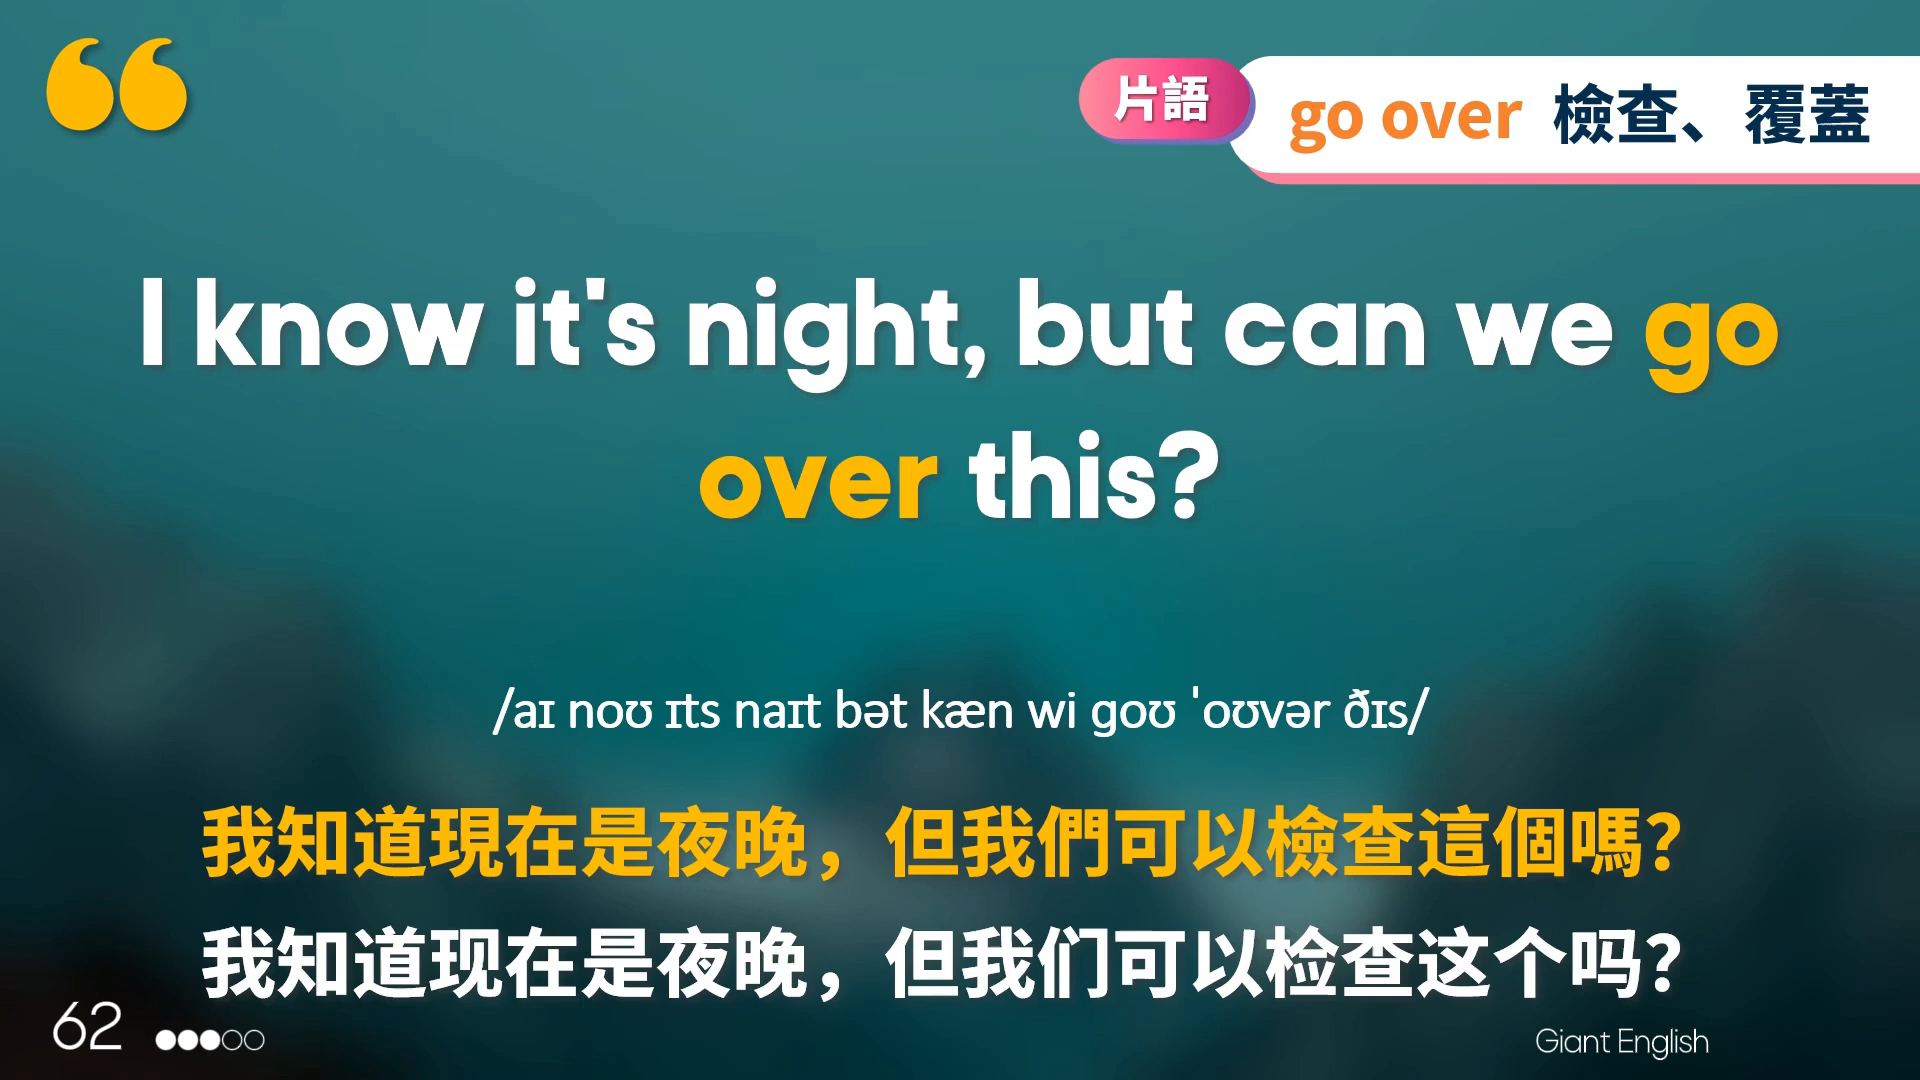 片語
go over 檢查、覆蓋
I know it's night, but can we go
over this?
/aɪ noʊ ɪts naɪt bət kæn wi goʊ ˈoʊvər ðɪs/
我知道現在是夜晚，但我們可以檢查這個嗎？
我知道现在是夜晚，但我们可以检查这个吗？
62
Giant English